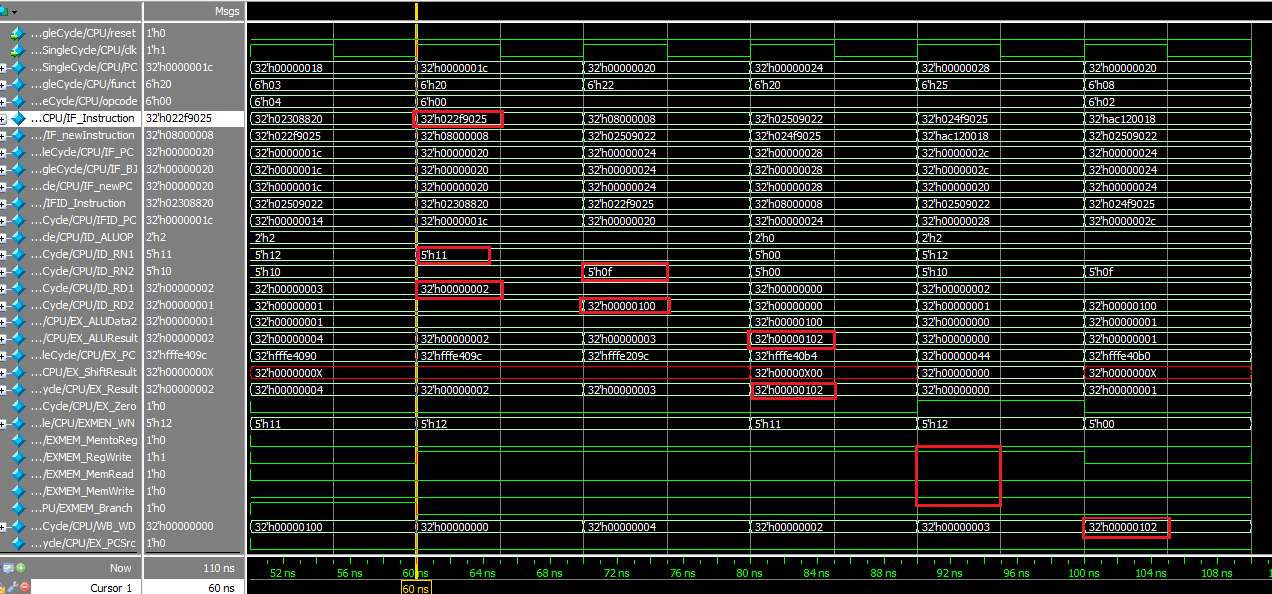 Msgs
...gleCycle/CPU/reset 1'h0
...SingleCycle/CPU/clk 1'h1
...SingleCycle/CPU/PC 32'h0000001c 32'h00000018 32'h0000001c 32'h00000020 32'h00000024 32'h00000028 32'h00000020
...gleCycle/CPU/funct 6'h20 6'h03 6'h20 6'h22 6'h20 6'h25 6'h08
...eCycle/CPU/opcode 6'h00 6'h04 6'h00 6'h02
...CPU/IF_Instruction 32'h022f9025 32'h02308820 32'h022f9025 32'h08000008 32'h02509022 32'h024f9025 32'hac120018
.../IF_newInstruction 32'h08000008 32'h022f9025 32'h08000008 32'h02509022 32'h024f9025 32'hac120018 32'h02509022
...leCycle/CPU/IF_PC 32'h00000020 32'h0000001c 32'h00000020 32'h00000024 32'h00000028 32'h0000002c 32'h00000024
...gleCycle/CPU/IF_BJ 32'h00000020 32'h0000001c 32'h00000020 32'h00000024 32'h00000028 32'h0000002c 32'h00000024
...cle/CPU/IF_newPC 32'h00000020 32'h0000001c 32'h00000020 32'h00000024 32'h00000028 32'h00000020 32'h00000024
.../IFID_Instruction 32'h02308820 32'h02509022 32'h02308820 32'h022f9025 32'h08000008 32'h02509022 32'h024f9025
...Cycle/CPU/IFID_PC 32'h0000001c 32'h00000014 32'h0000001c 32'h00000020 32'h00000024 32'h00000028 32'h0000002c
...cle/CPU/ID_ALUOP 2'h2 2'h2 2'h0 2'h2
...Cycle/CPU/ID_RN1 5'h11 5'h12 5'h11 5'h00 5'h12
...Cycle/CPU/ID_RN2 5'h10 5'h10 5'h0f 5'h00 5'h10 5'h0f
...Cycle/CPU/ID_RD1 32'h00000002 32'h00000003 32'h00000002 32'h00000000 32'h00000002
...Cycle/CPU/ID_RD2 32'h00000001 32'h00000001 32'h00000100 32'h00000000 32'h00000001 32'h00000100
.../CPU/EX_ALUData2 32'h00000001 32'h00000001 32'h00000100 32'h00000000 32'h00000001
.../CPU/EX_ALUResult 32'h00000002 32'h00000004 32'h00000002 32'h00000003 32'h00000102 32'h00000000 32'h00000001
...leCycle/CPU/EX_PC 32'hfffe409c 32'hfffe4090 32'hfffe409c 32'hfffe209c 32'hfffe40b4 32'h00000044 32'hfffe40b0
...CPU/EX_ShiftResult 32'h0000000X 32'h0000000X 32'h00000X00 32'h00000000 32'h0000000X
...ycle/CPU/EX_Result 32'h00000002 32'h00000004 32'h00000002 32'h00000003 32'h00000102 32'h00000000 32'h00000001
...Cycle/CPU/EX_Zero 1'h0
...le/CPU/EXMEN_WN 5'h12 5'h11 5'h12 5'h11 5'h12 5'h00
.../EXMEM_MemtoReg 1'h0
.../EXMEM_RegWrite 1'h1
.../EXMEM_MemRead 1'h0
.../EXMEM_MemWrite 1'h0
...PU/EXMEM_Branch 1'h0
...Cycle/CPU/WB_WD 32'h00000000 32'h00000100 32'h00000000 32'h00000004 32'h00000002 32'h00000003 32'h00000102
...ycle/CPU/EX_PCSrc 1'h0
Now 110 ns 52 ns 56 ns 60 ns 64 ns 68 ns 72 ns 76 ns 80 ns 84 ns 88 ns 92 ns 96 ns 100 ns 104 ns 108 ns
Cursor 1 60 ns 60 ns